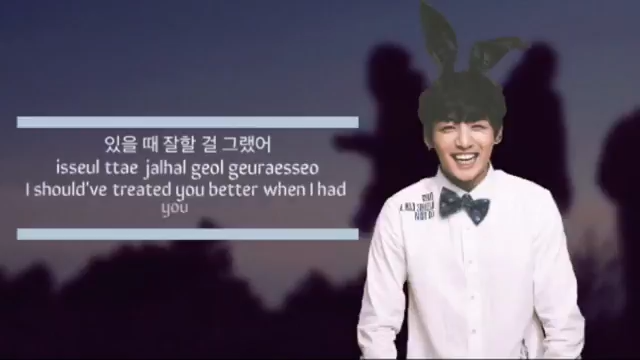 있을 때 잘할 걸 그랬어
isseul ttae jalhal geol geuraesseo
I should've treated you better when I had
you